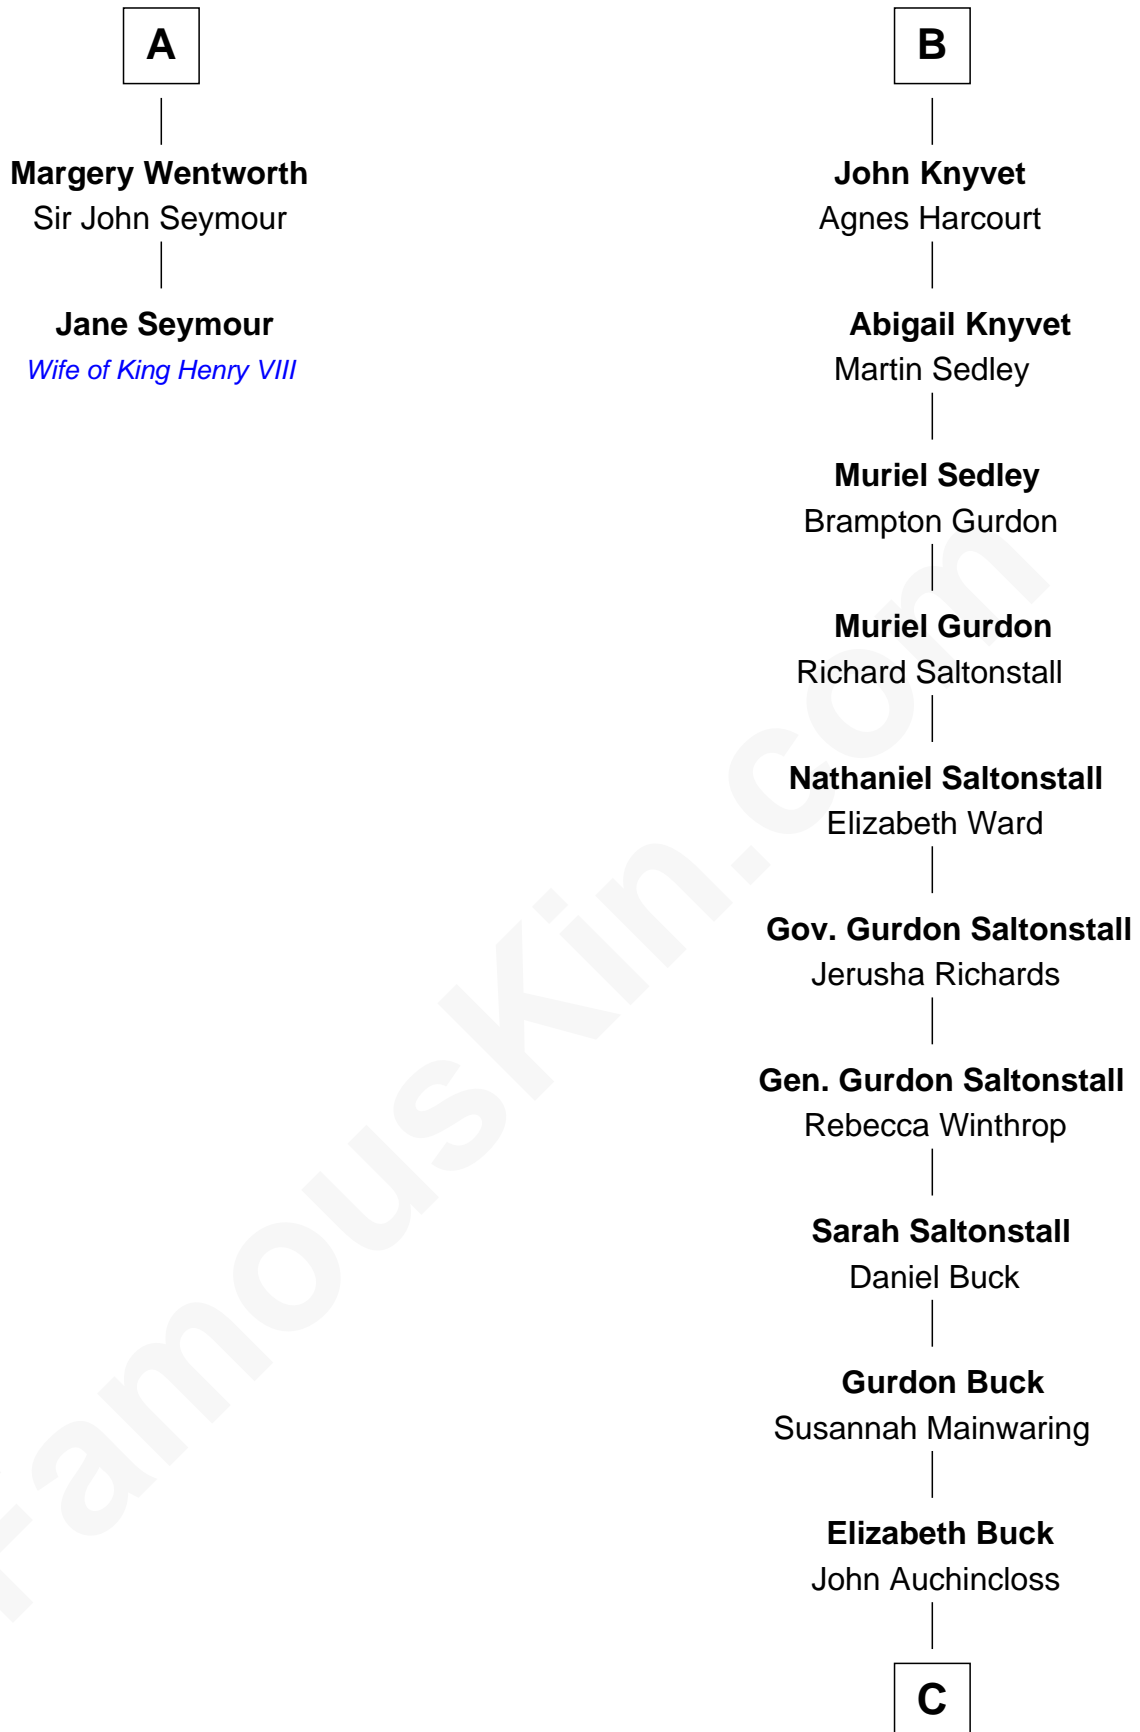 A
Margery Wentworth
Sir John Seymour
Jane Seymour
Wife of King Henry VIII
B
John Knyvet
Agnes Harcourt
Abigail Knyvet
Martin Sedley
Muriel Sedley
Brampton Gurdon
Muriel Gurdon
Richard Saltonstall
Nathaniel Saltonstall
Elizabeth Ward
Gov. Gurdon Saltonstall
Jerusha Richards
Gen. Gurdon Saltonstall
Rebecca Winthrop
Sarah Saltonstall
Daniel Buck
Gurdon Buck
Susannah Mainwaring
Elizabeth Buck
John Auchincloss
C
FamousKin.com